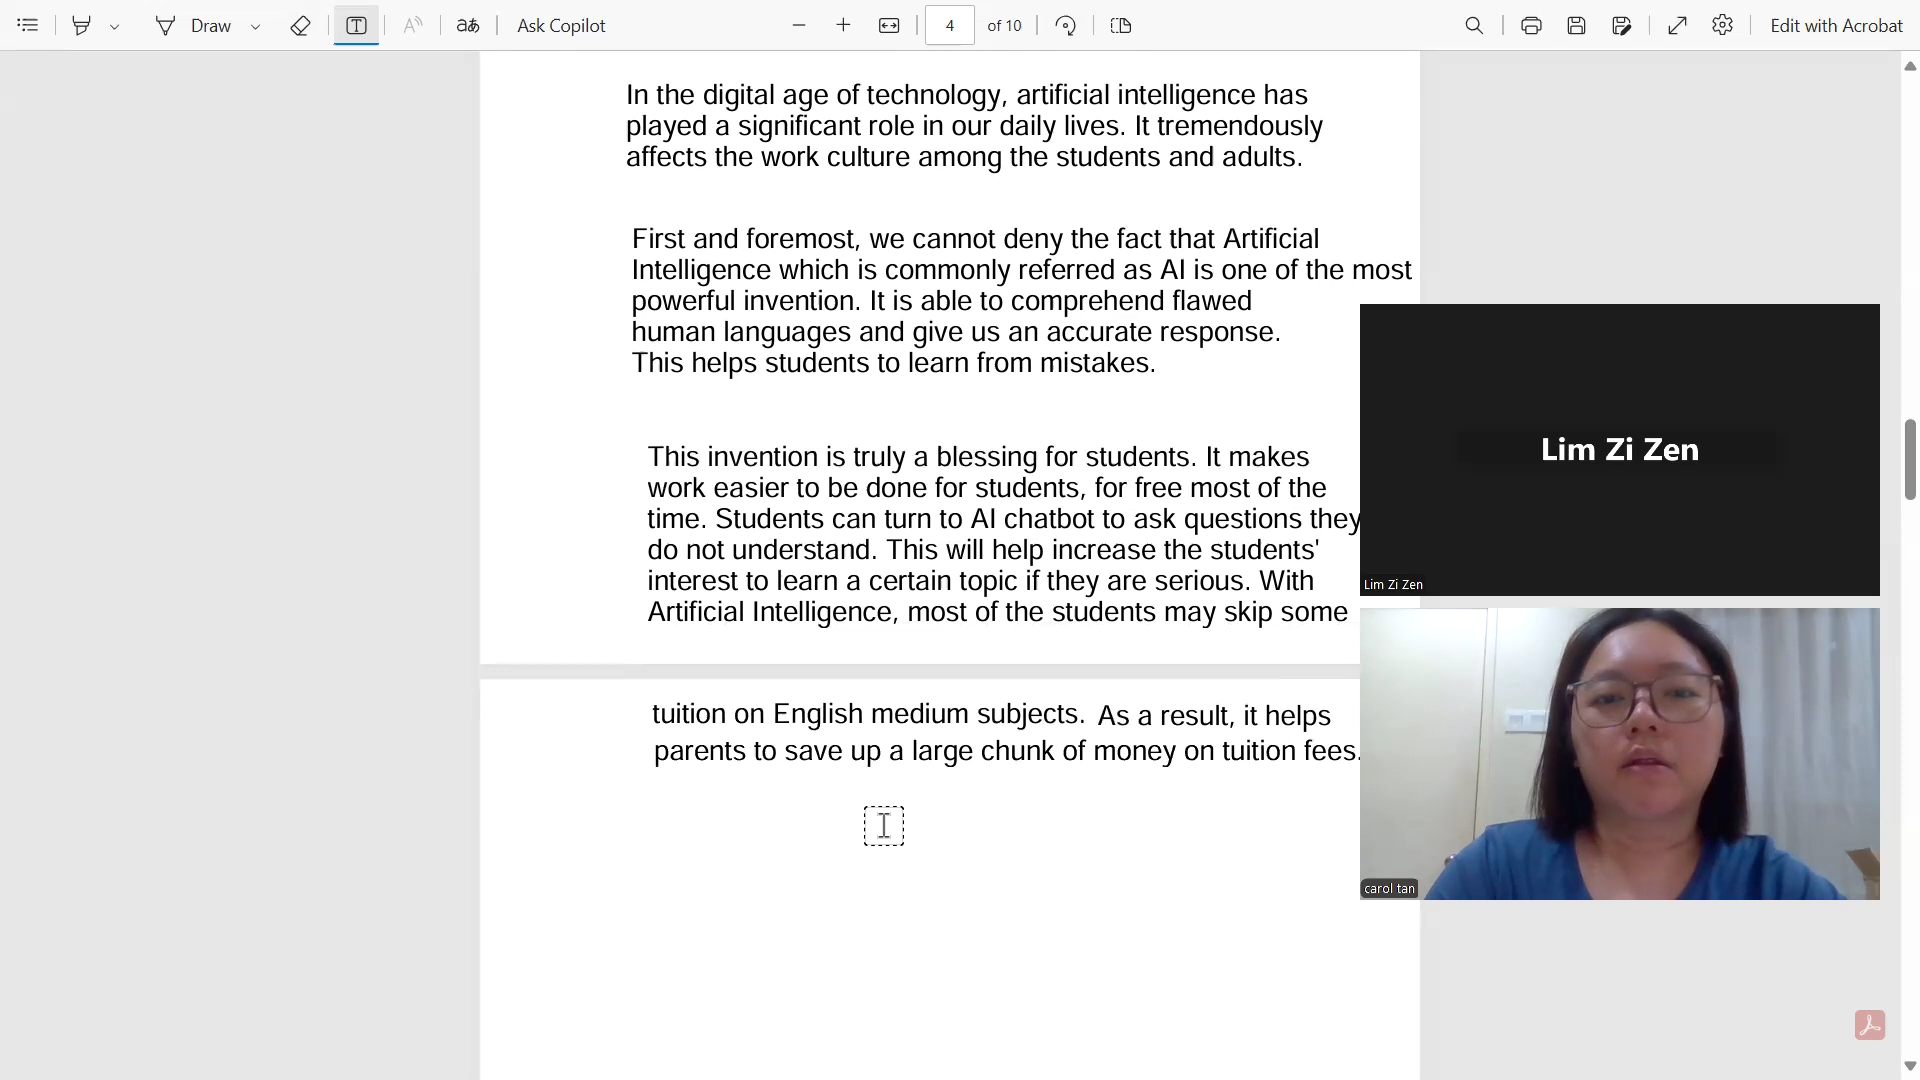 Draw
Ask Copilot
4
of 10
Edit with Acrobat
In the digital age of technology, artificial intelligence has
played a significant role in our daily lives. It tremendously
affects the work culture among the students and adults.
First and foremost, we cannot deny the fact that Artificial
Intelligence which is commonly referred as AI is one of the most
powerful invention. It is able to comprehend flawed
human languages and give us an accurate response.
This helps students to learn from mistakes.
This invention is truly a blessing for students. It makes
work easier to be done for students, for free most of the
time. Students can turn to AI chatbot to ask questions they
do not understand. This will help increase the students'
interest to learn a certain topic if they are serious. With
Artificial Intelligence, most of the students may skip some
tuition on English medium subjects. As a result, it helps
parents to save up a large chunk of money on tuition fees.
Lim Zi Zen
Lim Zi Zen
carol tan